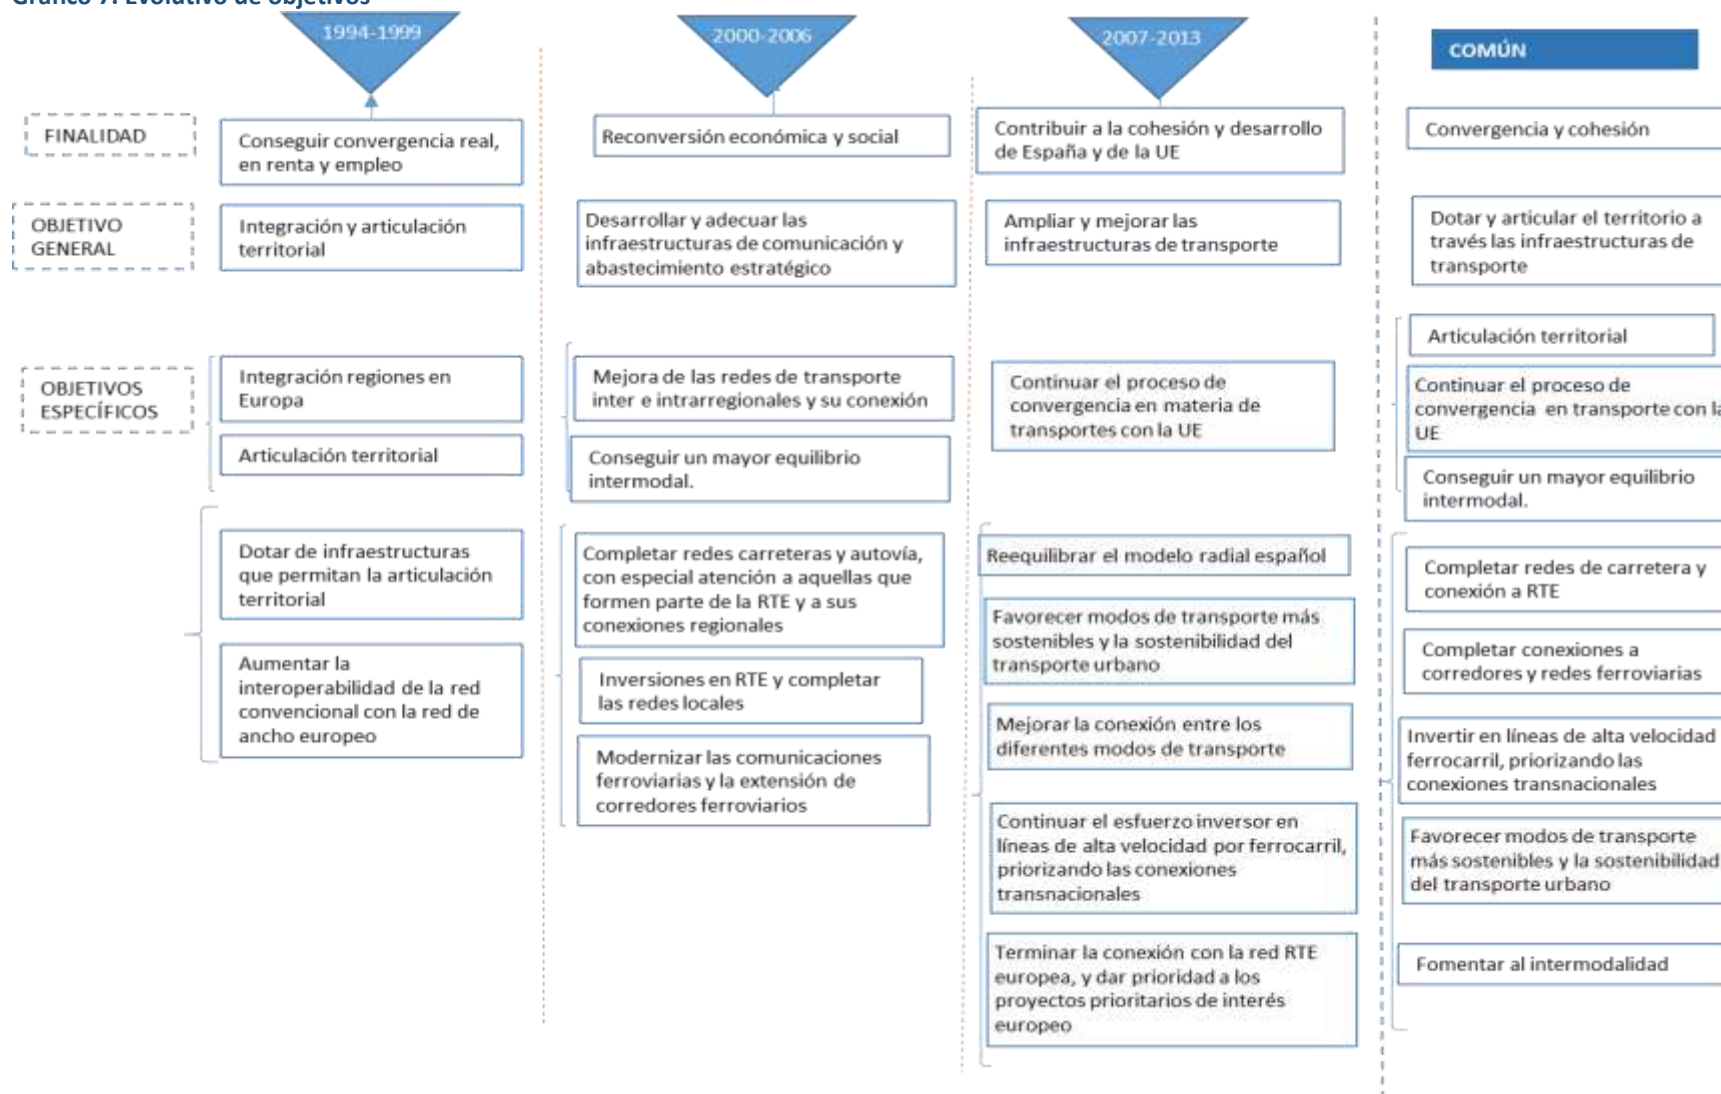 Gráfico 7. Evolutivo de objetivos
1994-1999
2000-2006
2007-2013
COMÚN
FINALIDAD
Conseguir convergencia real,
en renta y empleo
Reconversión económica y social
Contribuir a la cohesión y desarrollo
de España y de la UE
Convergencia y cohesión
OBJETIVO
GENERAL
Integración y articulación
territorial
Desarrollar y adecuar las
infraestructuras de comunicación y
abastecimiento estratégico
Ampliar y mejorar las
infraestructuras de transporte
Dotar y articular el territorio a
través las infraestructuras de
transporte
OBJETIVOS
ESPECÍFICOS
Integración regiones en
Europa
Articulación territorial
Dotar de infraestructuras
que permitan la articulación
territorial
Aumentar la
interoperabilidad de la red
convencional con la red de
ancho europeo
Mejora de las redes de transporte
inter e intrarregionales y su conexión
Conseguir un mayor equilibrio
intermodal.
Completar redes carreteras y autovía,
con especial atención a aquellas que
formen parte de la RTE y a sus
conexiones regionales
Inversiones en RTE y completar
las redes locales
Modernizar las comunicaciones
ferroviarias y la extensión de
corredores ferroviarios
Continuar el proceso de
convergencia en materia de
transportes con la UE
Reequilibrar el modelo radial español
Favorecer modos de transporte más
sostenibles y la sostenibilidad del
transporte urbano
Mejorar la conexión entre los
diferentes modos de transporte
Continuar el esfuerzo inversor en
líneas de alta velocidad por ferrocarril,
priorizando las conexiones
transnacionales
Terminar la conexión con la red RTE
europea, y dar prioridad a los
proyectos prioritarios de interés
europeo
Articulación territorial
Continuar el proceso de
convergencia en transporte con la
UE
Conseguir un mayor equilibrio
intermodal.
Completar redes de carretera y
conexión a RTE
Completar conexiones a
corredores y redes ferroviarias
Invertir en líneas de alta velocidad
ferrocarril, priorizando las
conexiones transnacionales
Favorecer modos de transporte
más sostenibles y la sostenibilidad
del transporte urbano
Fomentar al intermodalidad